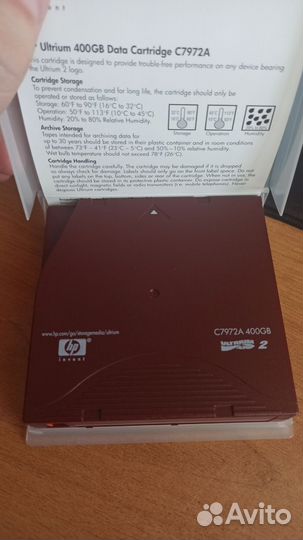 invent
Ultrium 400GB Data Cartridge C7972A
This cartridge is designed to provide trouble-free performance on any device bearing
the Ultrium 2 logo.
Cartridge Storage
To prevent condensation and for long life, the cartridge should only be
operated or stored as follows:
Storage: 60°F to 90°F (16°C to 32°C)
Operation: 50°F to 113°F (10°C to 45°C)
Humidity: 20% to 80% Relative Humidity
Storage Operation Humidity
Archive Storage
Tapes intended for archiving data for
up to 30 years should be stored in their plastic container and in room conditions
of between 73°F – 41°F (23°C – 5°C) and 50%–10% relative humidity.
Wet bulb temperature should not exceed 78°F (26°C).
Cartridge Handling
Handle the cartridge with care. The cartridge may be damaged if it is dropped
so always check for damage. Labels should only go on the label area. Do not
put any labels on the top, bottom, sides or rear of the cartridge. When not in use, the
cartridge should be stored in its protective plastic container. Do not expose cartridge to
direct sunlight, magnetic fields or radio transmitters (i.e. mobile telephones). Never
degauss Ultrium cartridges.
www.hp.com/go/storagemedia/ultrium
C7972A 400GB
hp
invent
ULTRIUM 2
Avito